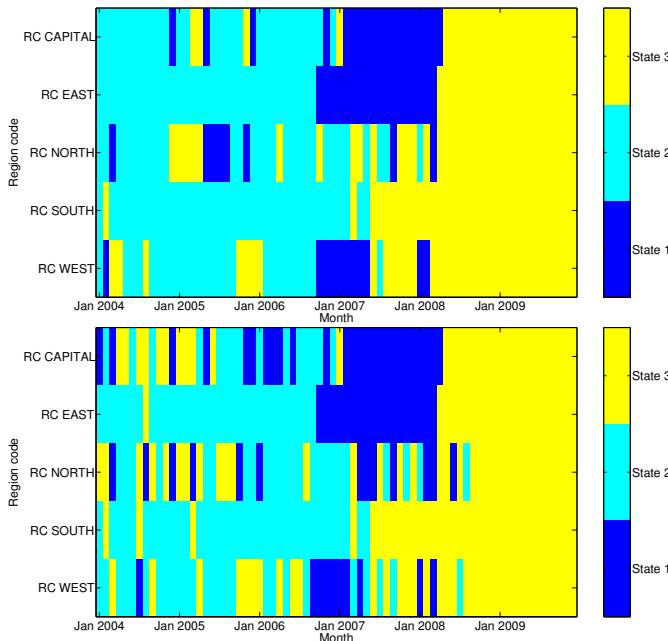 RC CAPITAL
RC EAST
RC NORTH
RC SOUTH
RC WEST
Region code
Jan 2004 Jan 2005 Jan 2006 Jan 2007 Jan 2008 Jan 2009
Month
State 3
State 2
State 1
RC CAPITAL
RC EAST
RC NORTH
RC SOUTH
RC WEST
Region code
Jan 2004 Jan 2005 Jan 2006 Jan 2007 Jan 2008 Jan 2009
Month
State 3
State 2
State 1